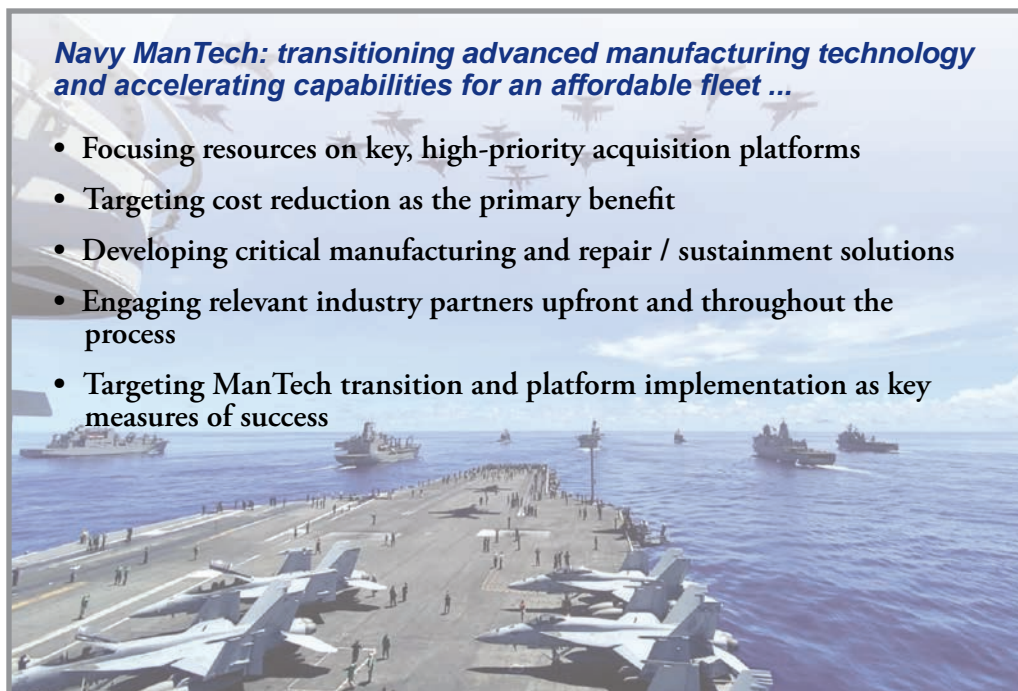 Navy ManTech: transitioning advanced manufacturing technology
and accelerating capabilities for an affordable fleet ...
• Focusing resources on key, high-priority acquisition platforms
• Targeting cost reduction as the primary benefit
• Developing critical manufacturing and repair / sustainment solutions
• Engaging relevant industry partners upfront and throughout the
process
• Targeting ManTech transition and platform implementation as key
measures of success